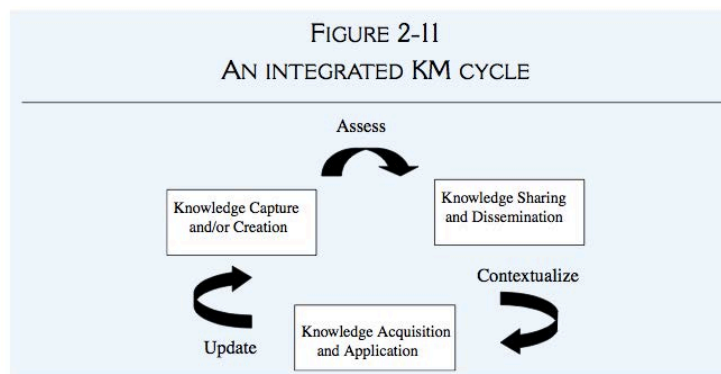 FIGURE 2-11
AN INTEGRATED KM CYCLE
Assess
Knowledge Capture
and/or Creation
Knowledge Sharing
and Dissemination
Contextualize
Knowledge Acquisition
and Application
Update